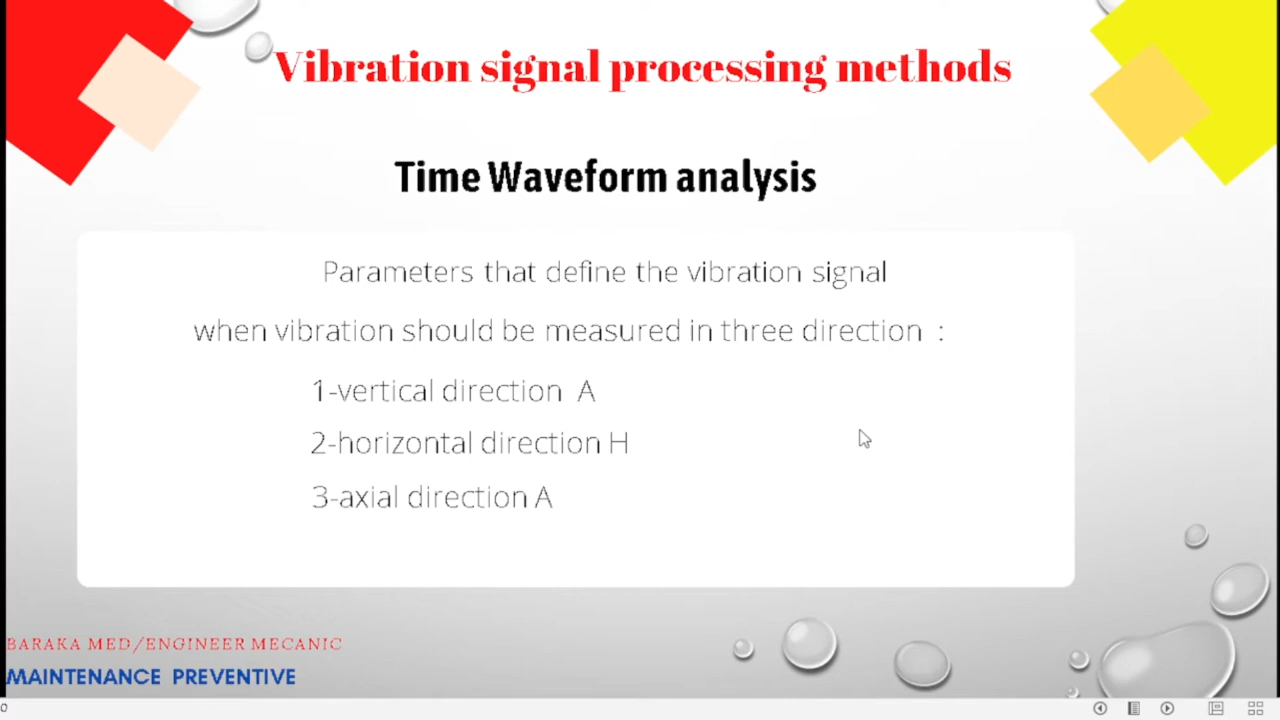 Vibration signal processing methods
Time Waveform analysis
Parameters that define the vibration signal
when vibration should be measured in three direction :
1-vertical direction A
2-horizontal direction H
3-axial direction A
BARAKA MED/ENGINEER MECANIC
MAINTENANCE PREVENTIVE